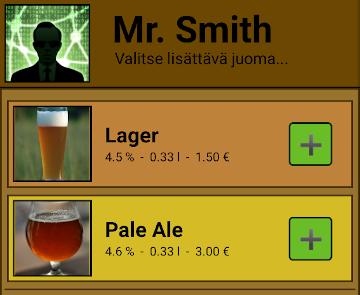 Mr. Smith
Valitse lisättävä juoma...
Lager
4.5 % - 0.33 l - 1.50 €
Pale Ale
4.6 % - 0.33 l - 3.00 €